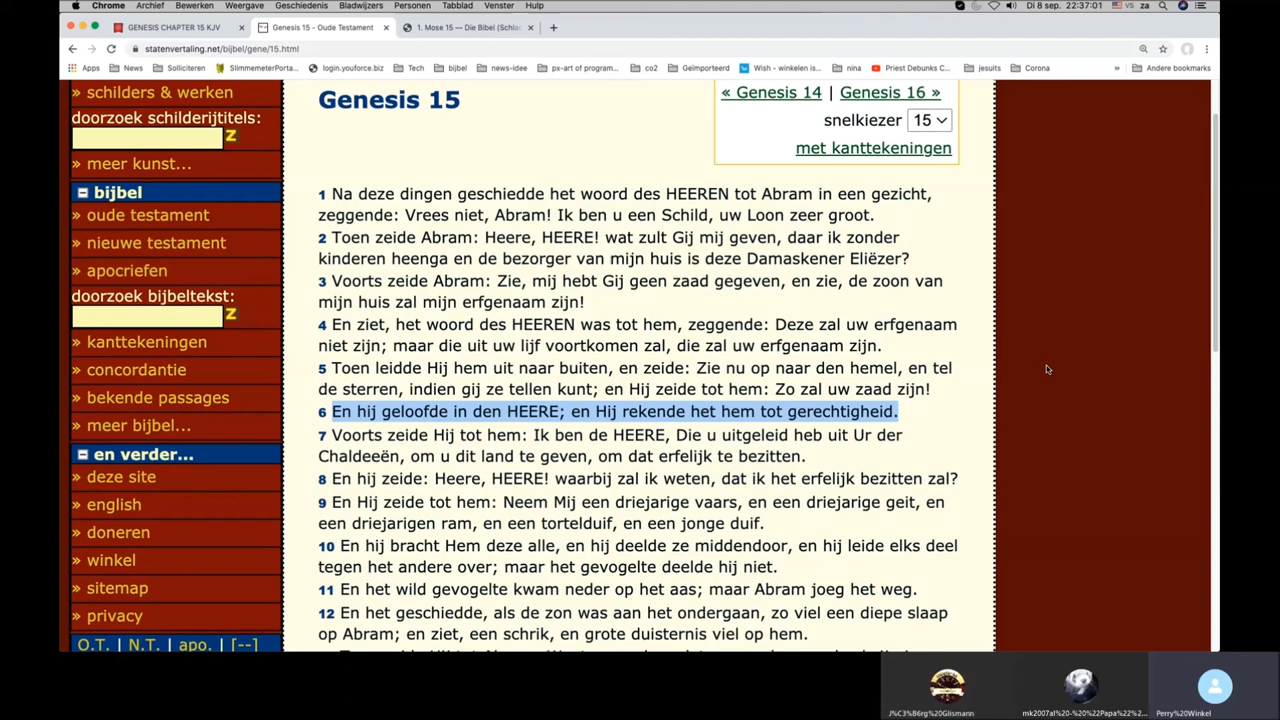 Chrome Archief Bewerken Weergave Geschiedenis Bladwijzers Personen Tabblad Venster Help za Di 8 sep. 22:37:01
GENESIS CHAPTER 15 KJV × Genesis 15 - Oude Testament × 1. Mose 15 — Die Bibel (Schlac × +
statenvertaling.net/bijbel/gene/15.html
Apps News Solliciteren SlimmemeterPorta... login.youforce.biz Tech bijbel news-idee px-art of program... co2 Geïmporteerd Wish - winkelen is... nina Priest Debunks C... jesuits Corona » Andere bookmarks
» schilders & werken
doorzoek schilderijtitels:
Z
» meer kunst...
bijbel
» oude testament
» nieuwe testament
» apocriefen
doorzoek bijbeltekst:
Z
» kanttekeningen
» concordantie
» bekende passages
» meer bijbel...
en verder...
» deze site
» english
» doneren
» winkel
» sitemap
» privacy
O.T. | N.T. | apo. | [--]
Genesis 15
« Genesis 14 | Genesis 16 »
snelkiezer 15
met kanttekeningen
1 Na deze dingen geschiedde het woord des HEEREN tot Abram in een gezicht,
zeggende: Vrees niet, Abram! Ik ben u een Schild, uw Loon zeer groot.
2 Toen zeide Abram: Heere, HEERE! wat zult Gij mij geven, daar ik zonder
kinderen heenga en de bezorger van mijn huis is deze Damaskener Eliëzer?
3 Voorts zeide Abram: Zie, mij hebt Gij geen zaad gegeven, en zie, de zoon van
mijn huis zal mijn erfgenaam zijn!
4 En ziet, het woord des HEEREN was tot hem, zeggende: Deze zal uw erfgenaam
niet zijn; maar die uit uw lijf voortkomen zal, die zal uw erfgenaam zijn.
5 Toen leidde Hij hem uit naar buiten, en zeide: Zie nu op naar den hemel, en tel
de sterren, indien gij ze tellen kunt; en Hij zeide tot hem: Zo zal uw zaad zijn!
6 En hij geloofde in den HEERE; en Hij rekende het hem tot gerechtigheid.
7 Voorts zeide Hij tot hem: Ik ben de HEERE, Die u uitgeleid heb uit Ur der
Chaldeeën, om u dit land te geven, om dat erfelijk te bezitten.
8 En hij zeide: Heere, HEERE! waarbij zal ik weten, dat ik het erfelijk bezitten zal?
9 En Hij zeide tot hem: Neem Mij een driejarige vaars, en een driejarige geit, en
een driejarigen ram, en een tortelduif, en een jonge duif.
10 En hij bracht Hem deze alle, en hij deelde ze middendoor, en hij leide elks deel
tegen het andere over; maar het gevogelte deelde hij niet.
11 En het wild gevogelte kwam neder op het aas; maar Abram joeg het weg.
12 En het geschiedde, als de zon was aan het ondergaan, zo viel een diepe slaap
op Abram; en ziet, een schrik, en grote duisternis viel op hem.
J%C3%B6rg%20Glismann
mk2007al%20-%20%22Papa%22%2...
Perry%20Winkel